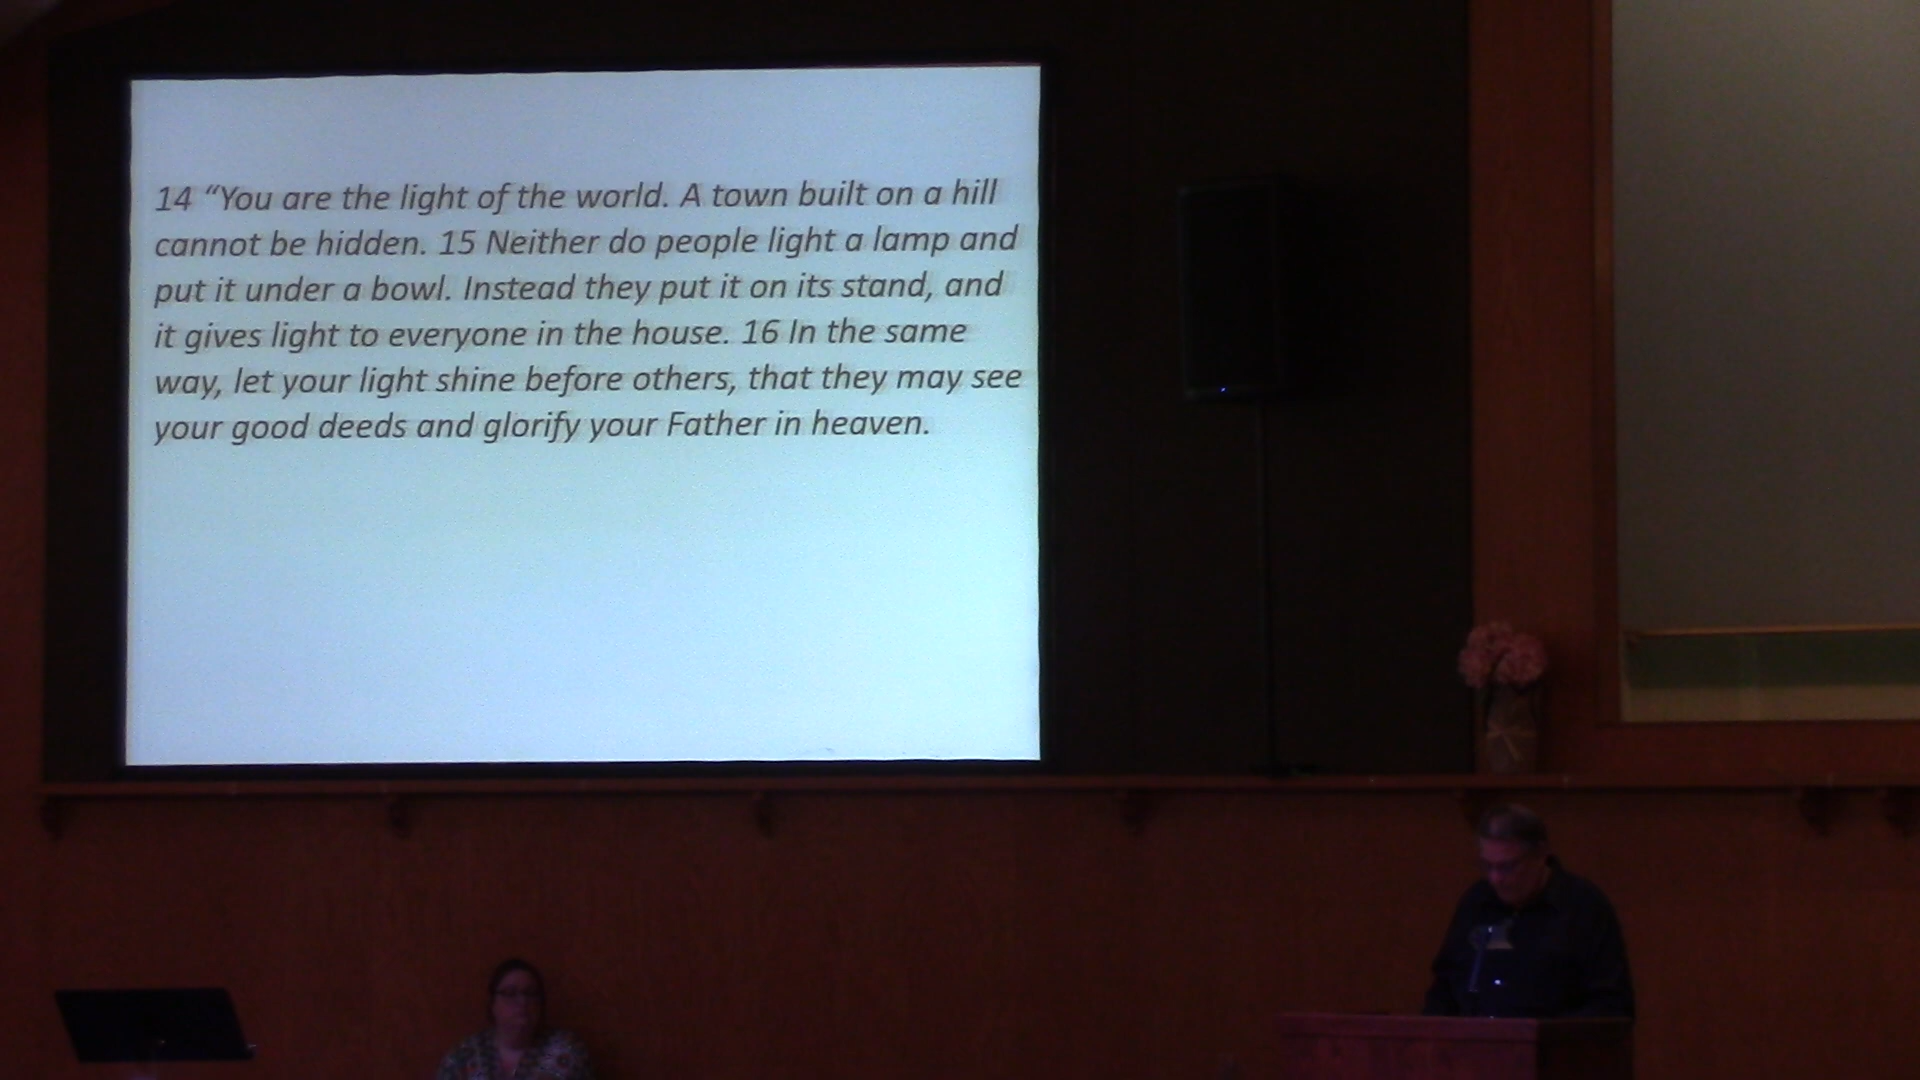 14 “You are the light of the world. A town built on a hill
cannot be hidden. 15 Neither do people light a lamp and
put it under a bowl. Instead they put it on its stand, and
it gives light to everyone in the house. 16 In the same
way, let your light shine before others, that they may see
your good deeds and glorify your Father in heaven.